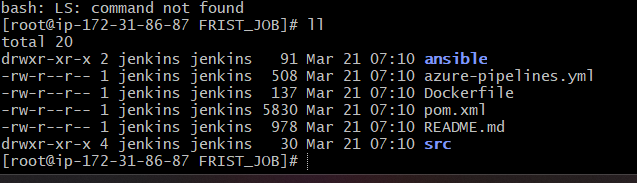 bash: LS: command not found
[root@ip-172-31-86-87 FRIST_JOB]# ll
total 20
drwxr-xr-x 2 jenkins jenkins   91 Mar 21 07:10 ansible
-rw-r--r-- 1 jenkins jenkins  508 Mar 21 07:10 azure-pipelines.yml
-rw-r--r-- 1 jenkins jenkins  137 Mar 21 07:10 Dockerfile
-rw-r--r-- 1 jenkins jenkins 5830 Mar 21 07:10 pom.xml
-rw-r--r-- 1 jenkins jenkins  978 Mar 21 07:10 README.md
drwxr-xr-x 4 jenkins jenkins   30 Mar 21 07:10 src
[root@ip-172-31-86-87 FRIST_JOB]#